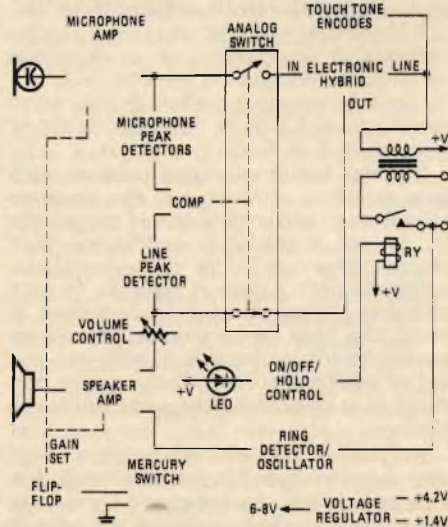 TOUCH TONE
ENCODES
MICROPHONE
AMP
ANALOG
SWITCH
IN ELECTRONIC LINE
HYBRID
OUT
MICROPHONE
PEAK
DETECTORS
+V
COMP
LINE
PEAK
DETECTOR
RY
+V
VOLUME
CONTROL
SPEAKER
AMP
+V
LEO
ON/OFF/
HOLD
CONTROL
GAIN
SET
RING
DETECTOR/
OSCILLATOR
MERCURY
SWITCH
FLIP-
FLOP
6-8V
VOLTAGE
REGULATOR
+4.2V
+1.4V